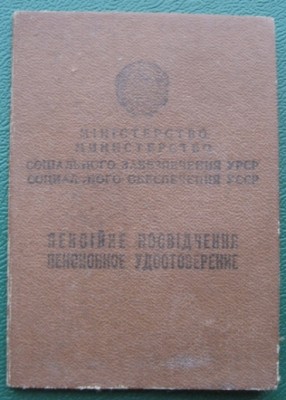 МІНІСТЕРСТВО
МИНИСТЕРСТВО
СОЦІАЛЬНОГО ЗАБЕЗПЕЧЕННЯ УРСР
СОЦИАЛЬНОГО ОБЕСПЕЧЕНИЯ УССР
ПЕНСІЙНЕ ПОСВІДЧЕННЯ
ПЕНСИОННОЕ УДОСТОВЕРЕНИЕ